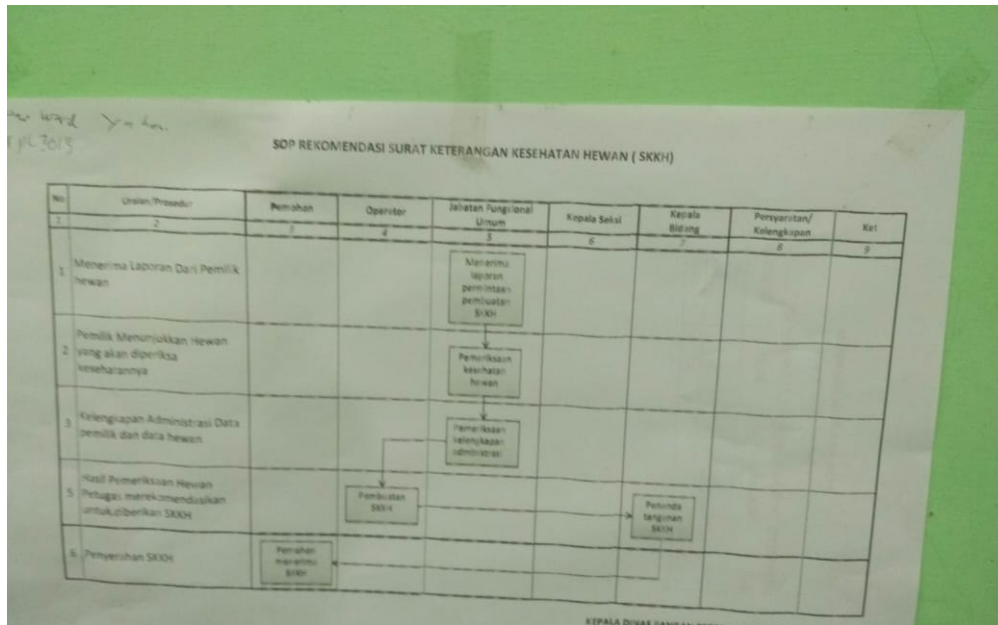 SOP REKOMENDASI SURAT KETERANGAN KESEHATAN HEWAN ( SKKH)
No Uraian/Prosedur Pemohon Operator Jabatan Fungsional Umum Kepala Seksi Kepala Bidang Persyaratan/ Kelengkapan Ket
1 2 3 4 5 6 7 8 9
1 Menerima Laporan Dari Pemilik
hewan
Menerima
laporan
permintaan
pembuatan
SKKH
2 Pemilik Menunjukkan Hewan
yang akan diperiksa
kesehatannya
Pemeriksaan
kesehatan
hewan
3 Kelengkapan Administrasi Data
pemilik dan data hewan
Pemeriksaan
kelengkapan
administrasi
5 Hasil Pemeriksaan Hewan
Petugas merekomendasikan
untuk diberikan SKKH
Pembuatan
SKKH
Penanda
tanganan
SKKH
6 Penyerahan SKKH
Pemohon
menerima
SKKH
KEPALA DINAS